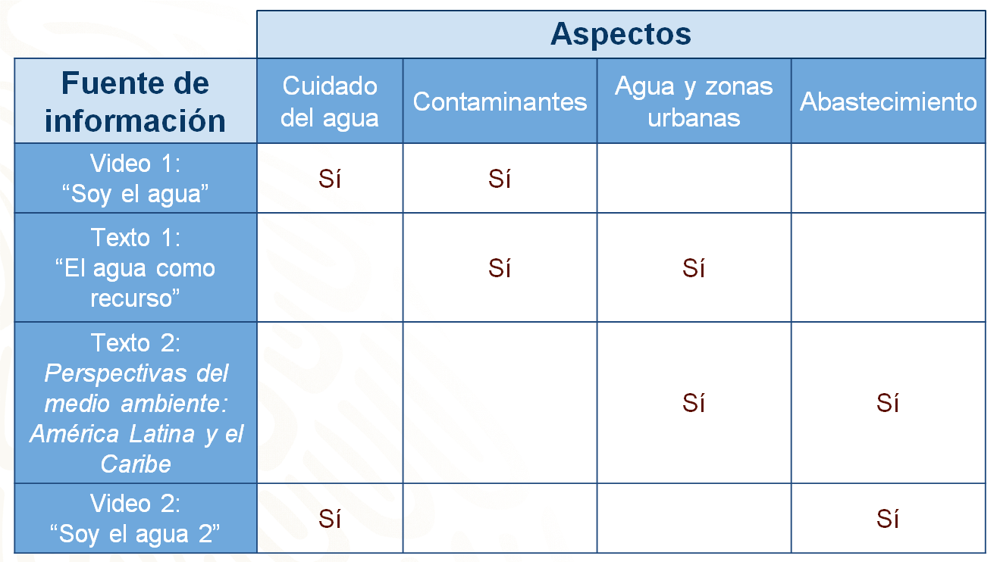 Aspectos
Fuente de
información
Cuidado
del agua
Contaminantes
Agua y zonas
urbanas
Abastecimiento
Video 1:
“Soy el agua”
Sí
Sí
Texto 1:
“El agua como
recurso”
Sí
Sí
Texto 2:
Perspectivas del
medio ambiente:
América Latina y el
Caribe
Sí
Sí
Video 2:
“Soy el agua 2”
Sí
Sí